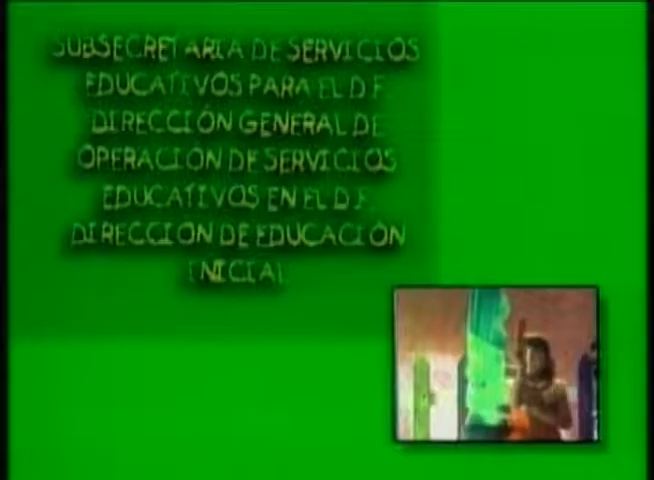 SUBSECRETARIA DE SERVICIOS
EDUCATIVOS PARA EL D.F.
DIRECCIÓN GENERAL DE
OPERACIÓN DE SERVICIOS
EDUCATIVOS EN EL D.F.
DIRECCION DE EDUCACIÓN
INICIAL